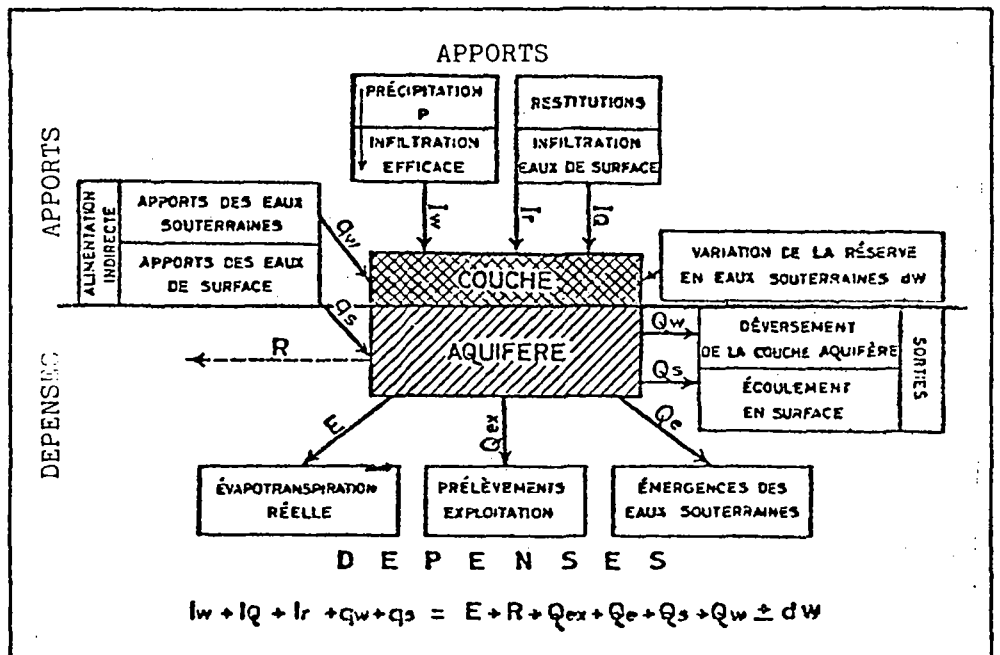 APPORTS
PRÉCIPITATION
P
INFILTRATION
EFFICACE
RESTITUTIONS
INFILTRATION
EAUX DE SURFACE
APPORTS
ALIMENTATION
INDIRECTE
APPORTS DES EAUX
SOUTERRAINES
APPORTS DES EAUX
DE SURFACE
qw
qs
Iw
Ir
IQ
COUCHE
AQUIFERE
VARIATION DE LA RÉSERVE
EN EAUX SOUTERRAINES dW
Qw
Qs
DÉVERSEMENT
DE LA COUCHE AQUIFÈRE
ÉCOULEMENT
EN SURFACE
SORTIES
R
DEPENSES
E
Qex
Qe
ÉVAPOTRANSPIRATION
RÉELLE
PRÉLÈVEMENTS
EXPLOITATION
ÉMERGENCES DES
EAUX SOUTERRAINES
DEPENSES
Iw + IQ + Ir + qw + qs = E + R + Qex + Qe + Qs + Qw ± dW